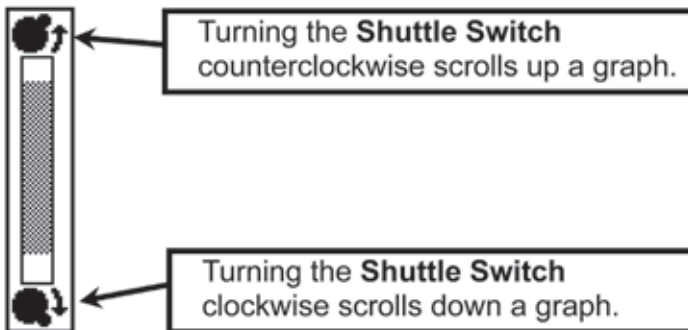 Turning the Shuttle Switch
counterclockwise scrolls up a graph.
Turning the Shuttle Switch
clockwise scrolls down a graph.